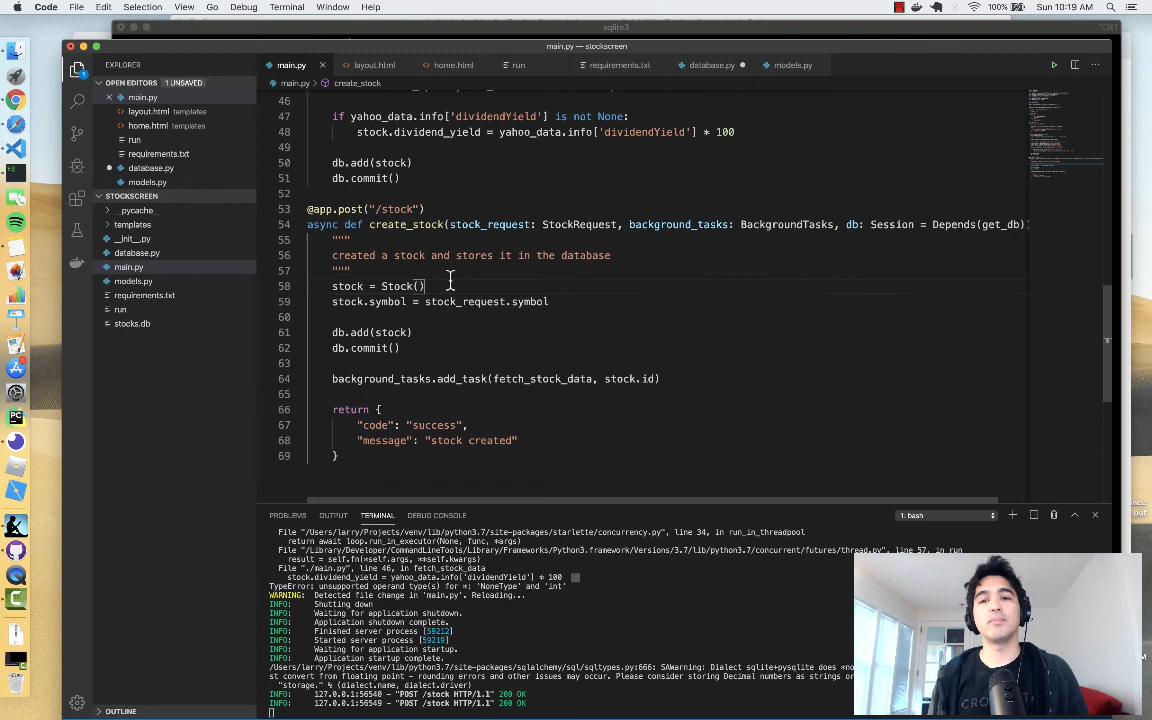 Code File Edit Selection View Go Debug Terminal Window Help
100% Sun 10:19 AM
sqlite3
main.py — stockscreen
EXPLORER
main.py
layout.html
home.html
run
requirements.txt
database.py
models.py
OPEN EDITORS 1 UNSAVED
main.py > create_stock
main.py
layout.html templates
home.html templates
run
requirements.txt
database.py
models.py
STOCKSCREEN
__pycache__
templates
__init__.py
database.py
main.py
models.py
requirements.txt
run
stocks.db
OUTLINE
46
47 if yahoo_data.info['dividendYield'] is not None:
48 stock.dividend_yield = yahoo_data.info['dividendYield'] * 100
49
50 db.add(stock)
51 db.commit()
52
53 @app.post("/stock")
54 async def create_stock(stock_request: StockRequest, background_tasks: BackgroundTasks, db: Session = Depends(get_db))
55 """
56 created a stock and stores it in the database
57 """
58 stock = Stock()
59 stock.symbol = stock_request.symbol
60
61 db.add(stock)
62 db.commit()
63
64 background_tasks.add_task(fetch_stock_data, stock.id)
65
66 return {
67 "code": "success",
68 "message": "stock created"
69 }
PROBLEMS OUTPUT TERMINAL DEBUG CONSOLE
1: bash
File "/Users/larry/Projects/venv/lib/python3.7/site-packages/starlette/concurrency.py", line 34, in run_in_threadpool
return await loop.run_in_executor(None, func, *args)
File "/Library/Developer/CommandLineTools/Library/Frameworks/Python3.framework/Versions/3.7/lib/python3.7/concurrent/futures/thread.py", line 57, in run
result = self.fn(*self.args, **self.kwargs)
File "./main.py", line 46, in fetch_stock_data
stock.dividend_yield = yahoo_data.info['dividendYield'] * 100
TypeError: unsupported operand type(s) for *: 'NoneType' and 'int'
WARNING: Detected file change in 'main.py'. Reloading...
INFO: Shutting down
INFO: Waiting for application shutdown.
INFO: Application shutdown complete.
INFO: Finished server process [59212]
INFO: Started server process [59219]
INFO: Waiting for application startup.
INFO: Application startup complete.
/Users/larry/Projects/venv/lib/python3.7/site-packages/sqlalchemy/sql/sqltypes.py:666: SAWarning: Dialect sqlite+pysqlite does *no
st convert from floating point - rounding errors and other issues may occur. Please consider storing Decimal numbers as strings or
"storage." % (dialect.name, dialect.driver)
INFO: 127.0.0.1:56540 - "POST /stock HTTP/1.1" 200 OK
INFO: 127.0.0.1:56549 - "POST /stock HTTP/1.1" 200 OK